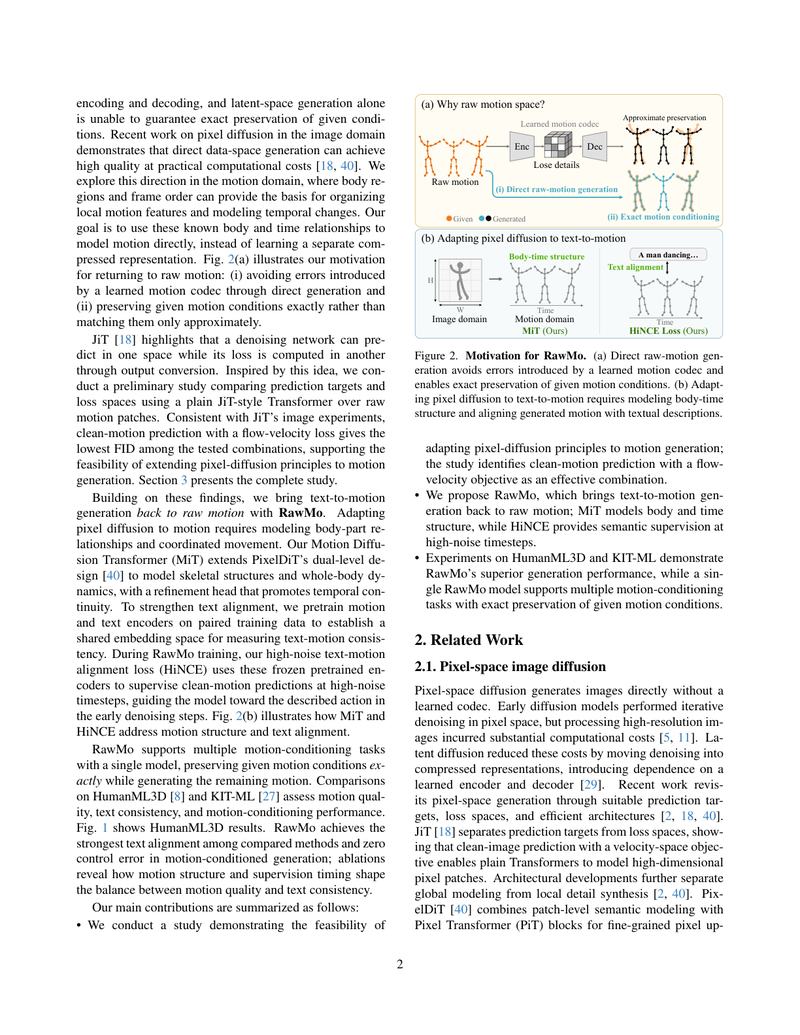 encoding and decoding, and latent-space generation alone
is unable to guarantee exact preservation of given condi-
tions. Recent work on pixel diffusion in the image domain
demonstrates that direct data-space generation can achieve
high quality at practical computational costs [18, 40]. We
explore this direction in the motion domain, where body re-
gions and frame order can provide the basis for organizing
local motion features and modeling temporal changes. Our
goal is to use these known body and time relationships to
model motion directly, instead of learning a separate com-
pressed representation. Fig. 2(a) illustrates our motivation
for returning to raw motion: (i) avoiding errors introduced
by a learned motion codec through direct generation and
(ii) preserving given motion conditions exactly rather than
matching them only approximately.
JiT [18] highlights that a denoising network can pre-
dict in one space while its loss is computed in another
through output conversion. Inspired by this idea, we con-
duct a preliminary study comparing prediction targets and
loss spaces using a plain JiT-style Transformer over raw
motion patches. Consistent with JiT's image experiments,
clean-motion prediction with a flow-velocity loss gives the
lowest FID among the tested combinations, supporting the
feasibility of extending pixel-diffusion principles to motion
generation. Section 3 presents the complete study.
Building on these findings, we bring text-to-motion
generation back to raw motion with RawMo. Adapting
pixel diffusion to motion requires modeling body-part re-
lationships and coordinated movement. Our Motion Diffu-
sion Transformer (MiT) extends PixelDiT's dual-level de-
sign [40] to model skeletal structures and whole-body dy-
namics, with a refinement head that promotes temporal con-
tinuity. To strengthen text alignment, we pretrain motion
and text encoders on paired training data to establish a
shared embedding space for measuring text-motion consis-
tency. During RawMo training, our high-noise text-motion
alignment loss (HiNCE) uses these frozen pretrained en-
coders to supervise clean-motion predictions at high-noise
timesteps, guiding the model toward the described action in
the early denoising steps. Fig. 2(b) illustrates how MiT and
HiNCE address motion structure and text alignment.
RawMo supports multiple motion-conditioning tasks
with a single model, preserving given motion conditions ex-
actly while generating the remaining motion. Comparisons
on HumanML3D [8] and KIT-ML [27] assess motion qual-
ity, text consistency, and motion-conditioning performance.
Fig. 1 shows HumanML3D results. RawMo achieves the
strongest text alignment among compared methods and zero
control error in motion-conditioned generation; ablations
reveal how motion structure and supervision timing shape
the balance between motion quality and text consistency.
Our main contributions are summarized as follows:
• We conduct a study demonstrating the feasibility of
(a) Why raw motion space?
Learned motion codec
Approximate preservation
Enc
Dec
Lose details
Raw motion
(i) Direct raw-motion generation
Given
Generated
(ii) Exact motion conditioning
(b) Adapting pixel diffusion to text-to-motion
A man dancing…
Body-time structure
Text alignment
H
W
Time
Time
Image domain
Motion domain
MiT (Ours)
HiNCE Loss (Ours)
Figure 2. Motivation for RawMo. (a) Direct raw-motion gen-
eration avoids errors introduced by a learned motion codec and
enables exact preservation of given motion conditions. (b) Adapt-
ing pixel diffusion to text-to-motion requires modeling body-time
structure and aligning generated motion with textual descriptions.
adapting pixel-diffusion principles to motion generation;
the study identifies clean-motion prediction with a flow-
velocity objective as an effective combination.
• We propose RawMo, which brings text-to-motion gen-
eration back to raw motion; MiT models body and time
structure, while HiNCE provides semantic supervision at
high-noise timesteps.
• Experiments on HumanML3D and KIT-ML demonstrate
RawMo's superior generation performance, while a sin-
gle RawMo model supports multiple motion-conditioning
tasks with exact preservation of given motion conditions.
2. Related Work
2.1. Pixel-space image diffusion
Pixel-space diffusion generates images directly without a
learned codec. Early diffusion models performed iterative
denoising in pixel space, but processing high-resolution im-
ages incurred substantial computational costs [5, 11]. La-
tent diffusion reduced these costs by moving denoising into
compressed representations, introducing dependence on a
learned encoder and decoder [29]. Recent work revis-
its pixel-space generation through suitable prediction tar-
gets, loss spaces, and efficient architectures [2, 18, 40].
JiT [18] separates prediction targets from loss spaces, show-
ing that clean-image prediction with a velocity-space objec-
tive enables plain Transformers to model high-dimensional
pixel patches. Architectural developments further separate
global modeling from local detail synthesis [2, 40]. Pix-
elDiT [40] combines patch-level semantic modeling with
Pixel Transformer (PiT) blocks for fine-grained pixel up-
2